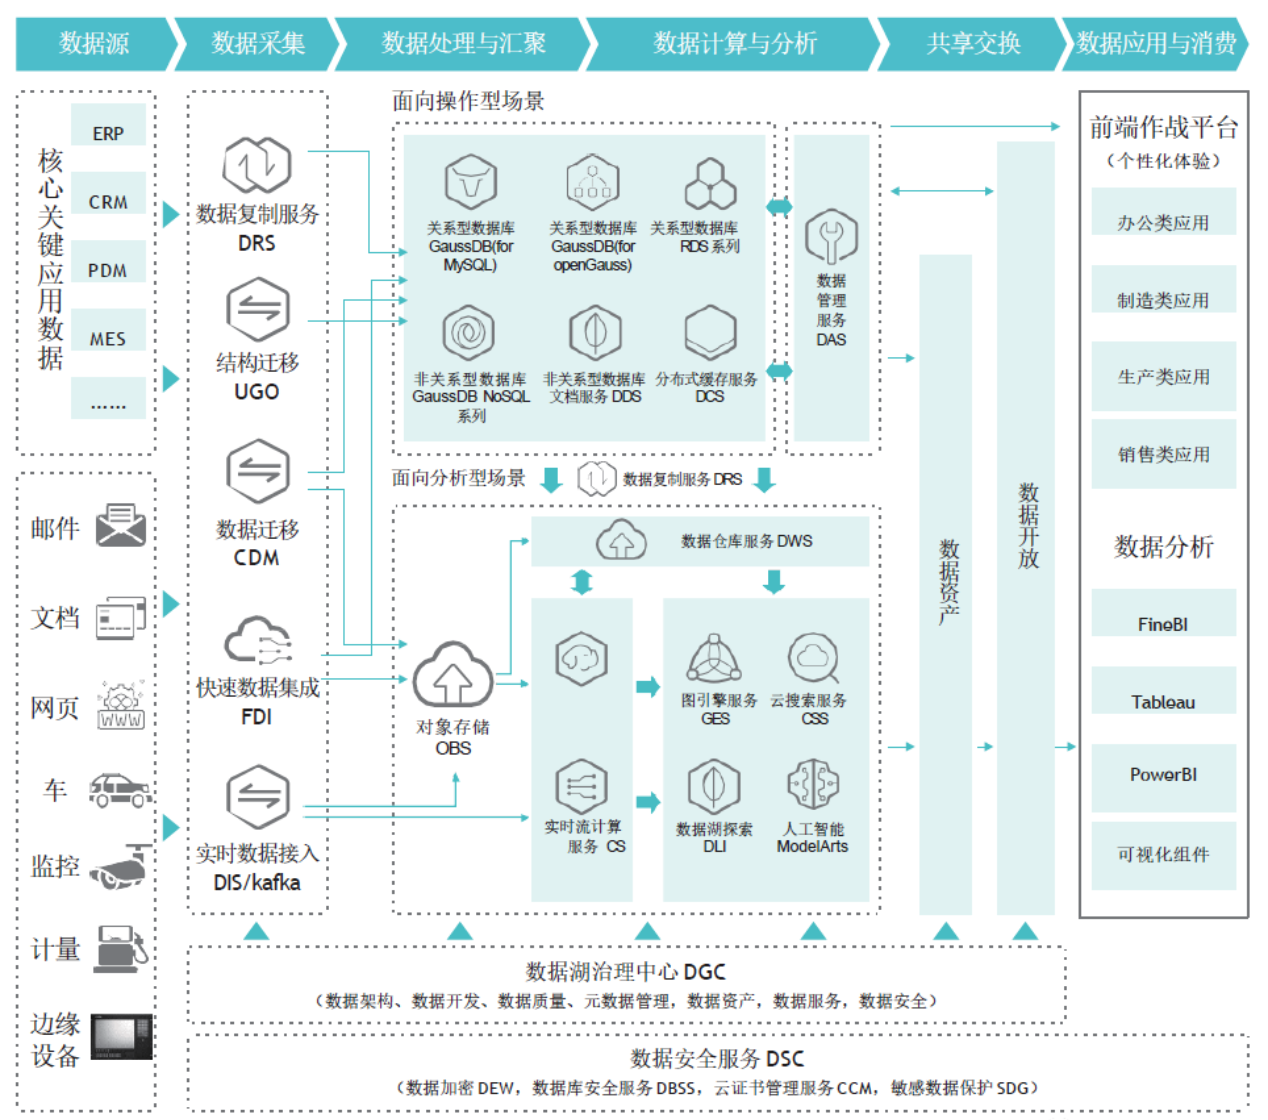 数据源
数据采集
数据处理与汇聚
数据计算与分析
共享交换
数据应用与消费
核心关键应用数据
ERP
CRM
PDM
MES
......
邮件
文档
网页
WWW
车
监控
计量
边缘
设备
数据复制服务
DRS
结构迁移
UGO
数据迁移
CDM
快速数据集成
FDI
实时数据接入
DIS/kafka
面向操作型场景
关系型数据库
GaussDB(for
MySQL)
关系型数据库
GaussDB(for
openGauss)
关系型数据库
RDS 系列
非关系型数据库
GaussDB NoSQL
系列
非关系型数据库
文档服务 DDS
分布式缓存服务
DCS
数据
管理
服务
DAS
面向分析型场景
数据复制服务 DRS
对象存储
OBS
数据仓库服务 DWS
实时流计算
服务 CS
图引擎服务
GES
云搜索服务
CSS
数据湖探索
DLI
人工智能
ModelArts
数据资产
数据开放
前端作战平台
（个性化体验）
办公类应用
制造类应用
生产类应用
销售类应用
数据分析
FineBI
Tableau
PowerBI
可视化组件
数据湖治理中心 DGC
（数据架构、数据开发、数据质量、元数据管理，数据资产，数据服务，数据安全）
数据安全服务 DSC
（数据加密 DEW，数据库安全服务 DBSS，云证书管理服务 CCM，敏感数据保护 SDG）